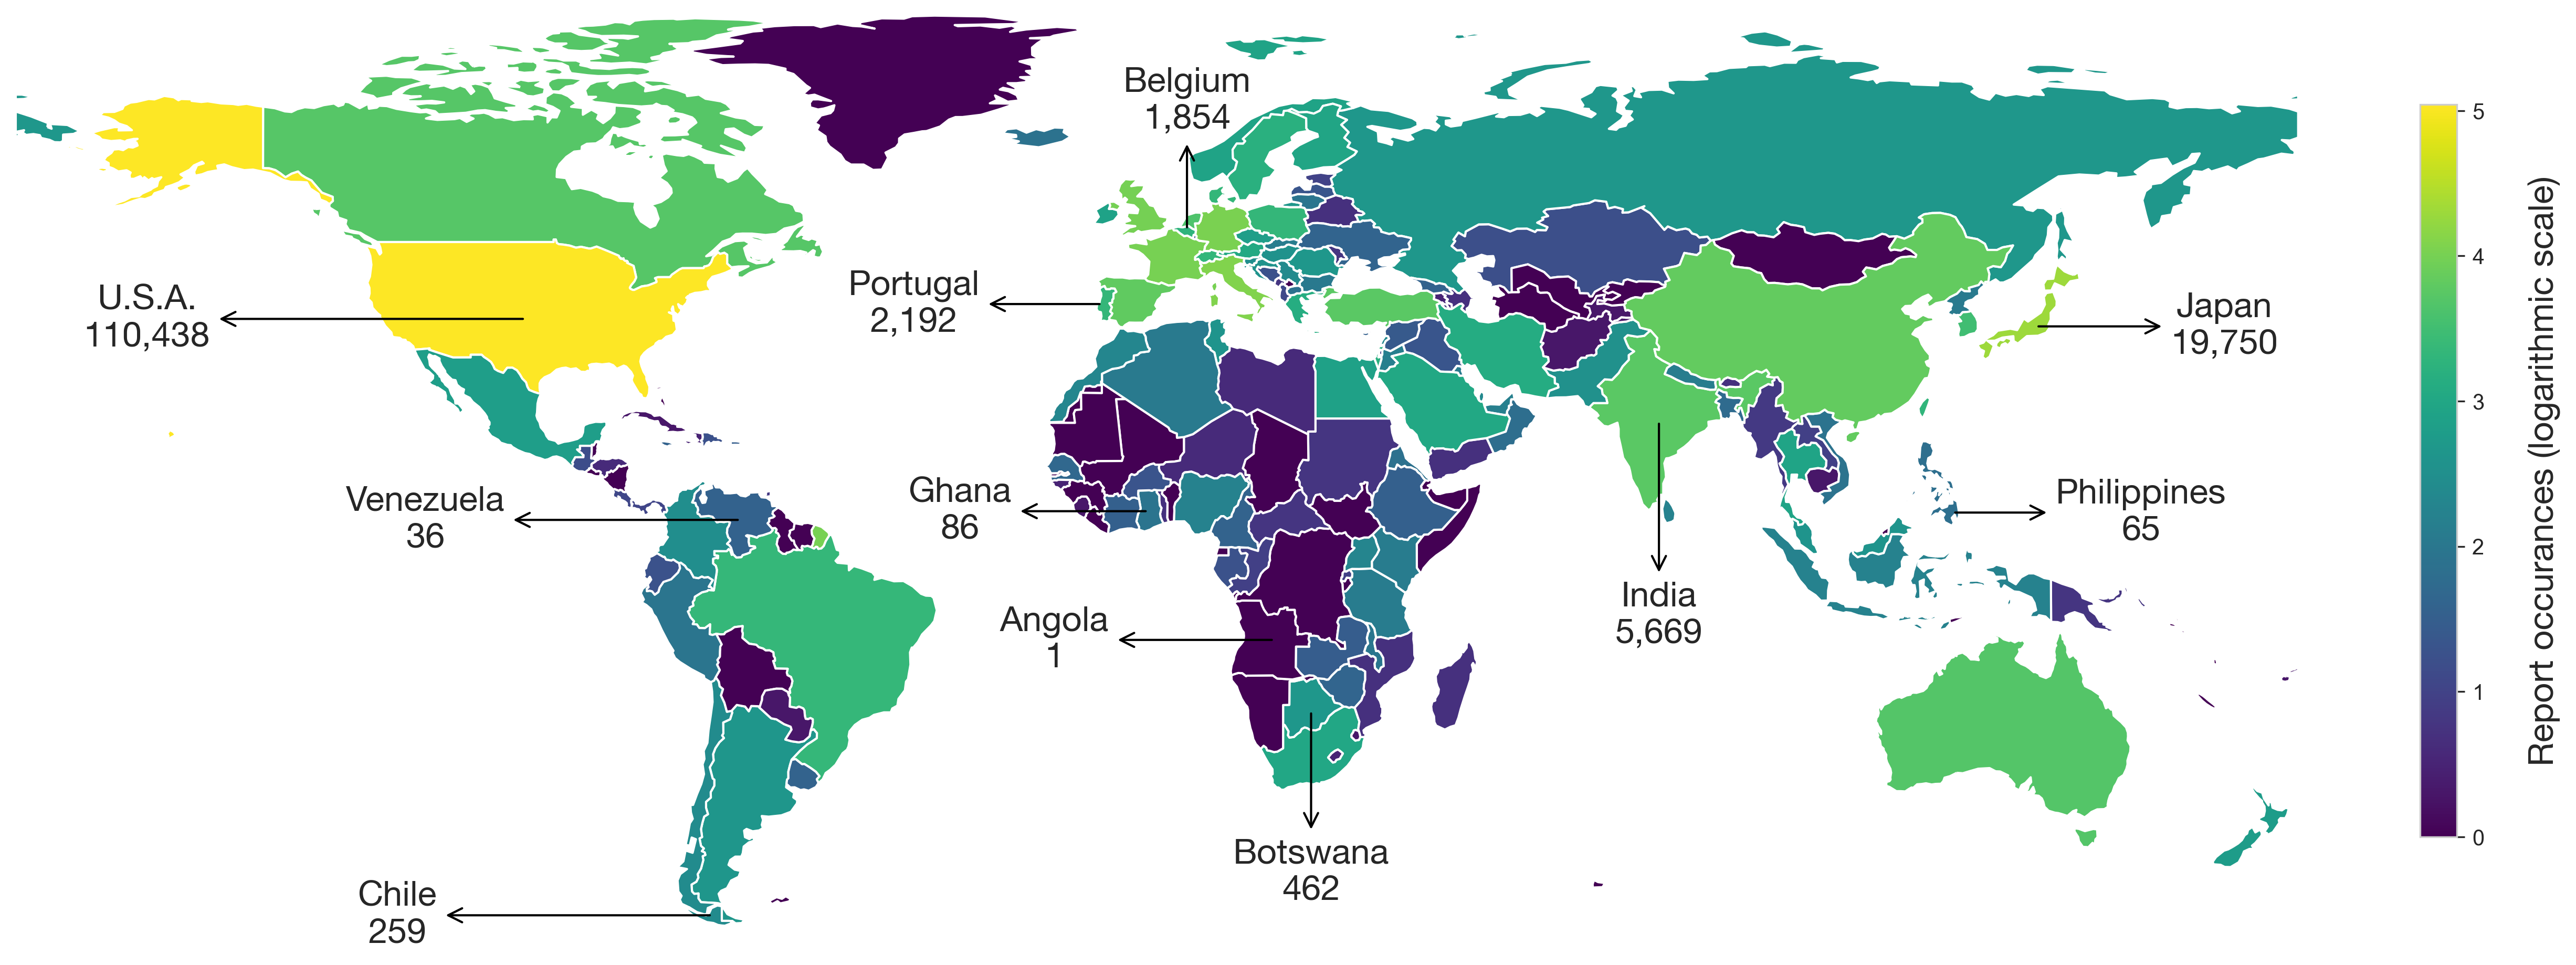 Belgium
1,854
U.S.A.
110,438
Portugal
2,192
Japan
19,750
Venezuela
36
Ghana
86
Philippines
65
Angola
1
India
5,669
Botswana
462
Chile
259
5
4
3
2
1
0
Report occurances (logarithmic scale)